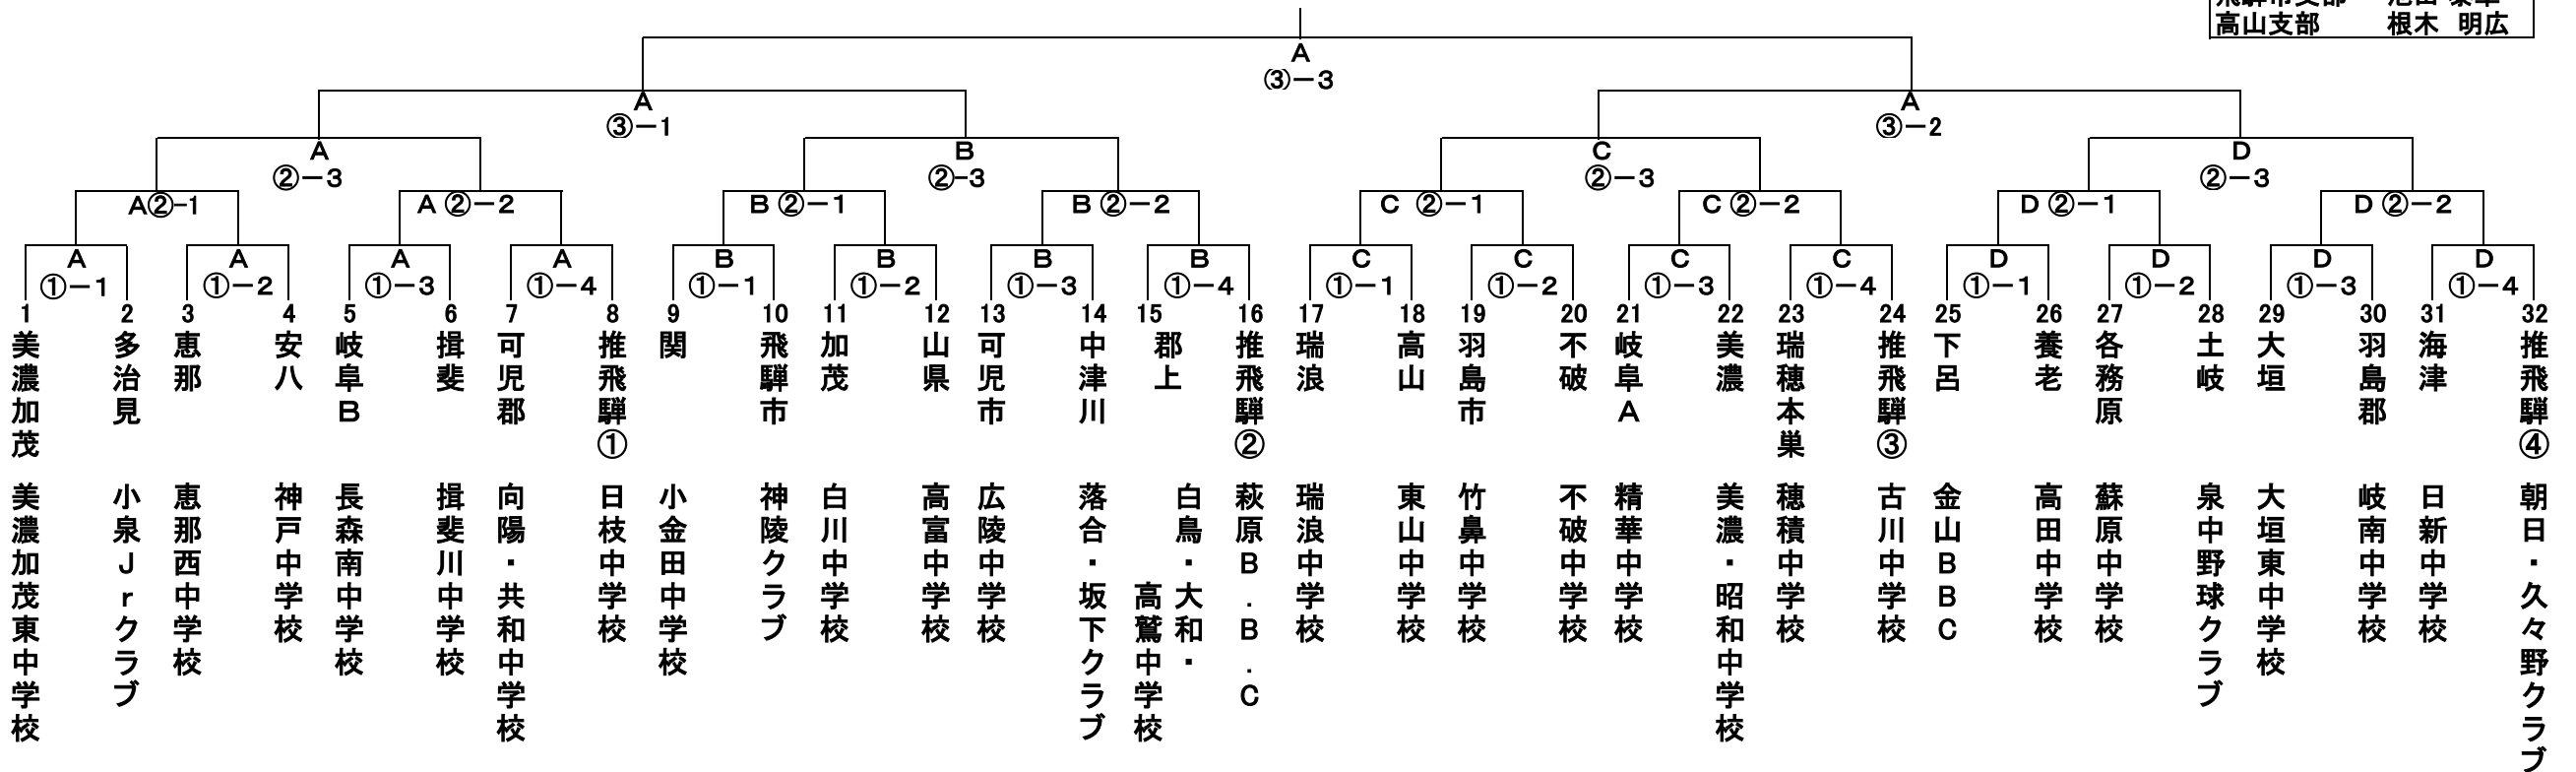 高山支部 根木 明広
A
③－3
A
③－1
A
③－2
A
②－3
B
②-3
C
②－3
D
②－3
A②-1
A ②－2
B ②－1
B ②－2
C ②－1
C ②－2
D ②－1
D ②－2
A
①－1
A
①－2
A
①－3
A
①－4
B
①－1
B
①－2
B
①－3
B
①－4
C
①－1
C
①－2
C
①－3
C
①－4
D
①－1
D
①－2
D
①－3
D
①－4
1 美濃加茂 美濃加茂東中学校
2 多治見 小泉Jrクラブ
3 恵那 恵那西中学校
4 安八 神戸中学校
5 岐阜B 長森南中学校
6 揖斐 揖斐川中学校
7 可児郡 向陽・共和中学校
8 推飛騨① 日枝中学校
9 関 小金田中学校
10 飛騨市 神陵クラブ
11 加茂 白川中学校
12 山県 高富中学校
13 可児市 広陵中学校
14 中津川 落合・坂下クラブ
15 郡上 白鳥・大和・
高鷲中学校
16 推飛騨② 萩原B.B.C
17 瑞浪 瑞浪中学校
18 高山 東山中学校
19 羽島市 竹鼻中学校
20 不破 不破中学校
21 岐阜A 精華中学校
22 美濃 美濃・昭和中学校
23 瑞穂本巣 穂積中学校
24 推飛騨③ 古川中学校
25 下呂 金山BBC
26 養老 高田中学校
27 各務原 蘇原中学校
28 土岐 泉中野球クラブ
29 大垣 大垣東中学校
30 羽島郡 岐南中学校
31 海津 日新中学校
32 推飛騨④ 朝日・久々野クラブ